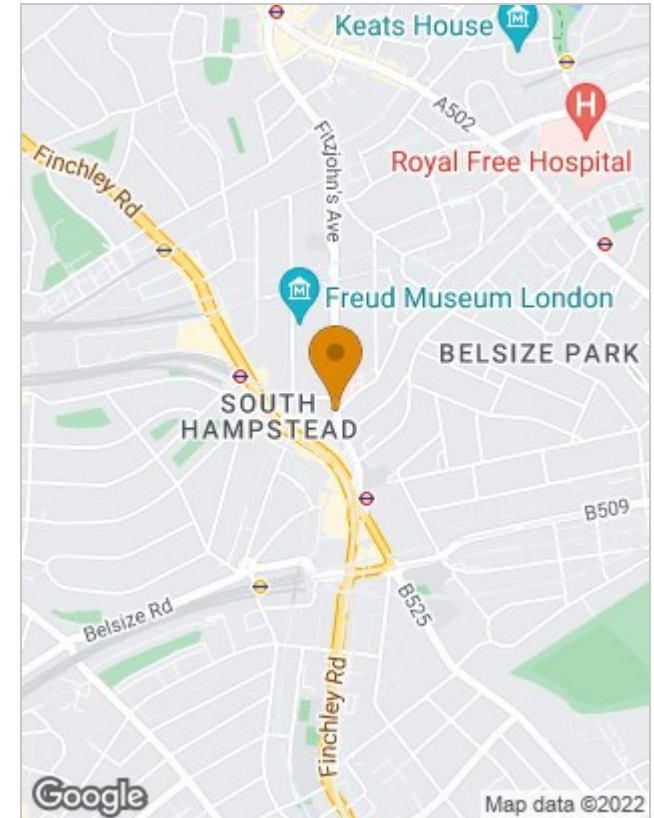 Keats House
A502
H
Royal Free Hospital
Fitzjohn's Ave
Finchley Rd
Freud Museum London
BELSIZE PARK
SOUTH
HAMPSTEAD
B509
Belsize Rd
B525
Finchley Rd
Google
Map data ©2022